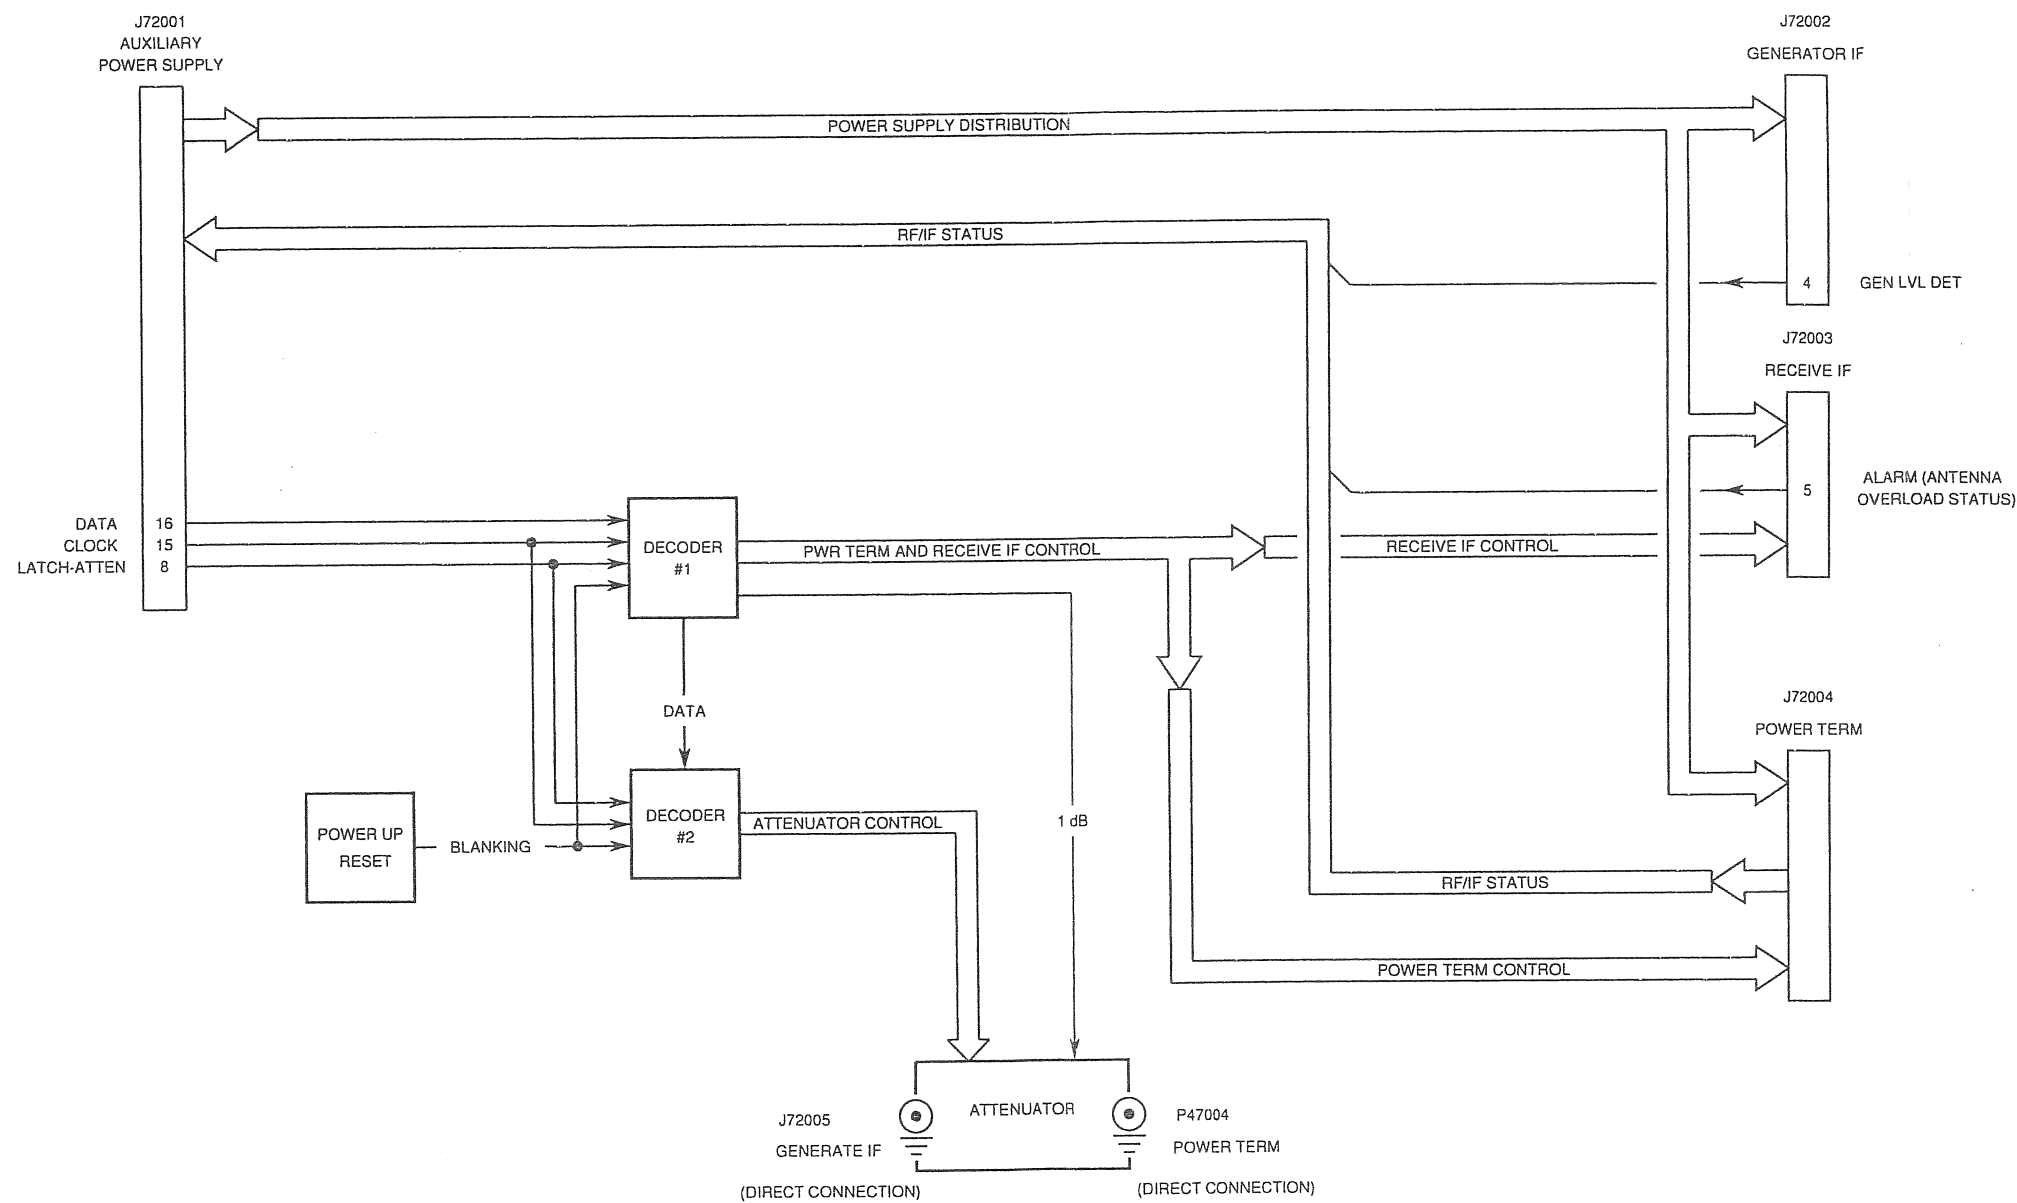 J72001
AUXILIARY
POWER SUPPLY
J72002
GENERATOR IF
POWER SUPPLY DISTRIBUTION
RF/IF STATUS
4
GEN LVL DET
J72003
RECEIVE IF
5
ALARM (ANTENNA
OVERLOAD STATUS)
DATA 16
CLOCK 15
LATCH-ATTEN 8
DECODER
#1
PWR TERM AND RECEIVE IF CONTROL
RECEIVE IF CONTROL
DATA
J72004
POWER TERM
POWER UP
RESET
BLANKING
DECODER
#2
ATTENUATOR CONTROL
1 dB
RF/IF STATUS
POWER TERM CONTROL
ATTENUATOR
J72005
GENERATE IF
(DIRECT CONNECTION)
P47004
POWER TERM
(DIRECT CONNECTION)